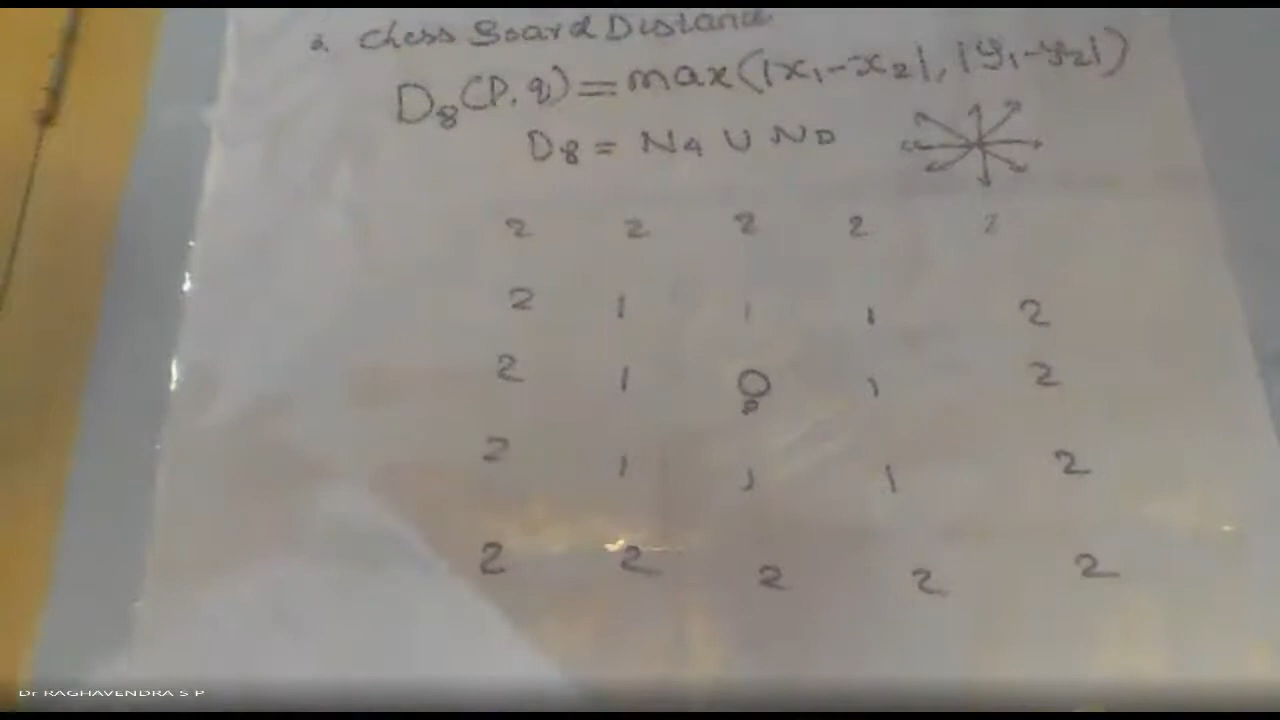 2. Chess Board Distance
D8(P,q)=max(|x1-x2|,|y1-y2|)
D8 = N4 U ND
2 2 2 2 2
2 1 1 1 2
2 1 0 1 2
P
2 1 1 1 2
2 2 2 2 2
Dr RAGHAVENDRA S P